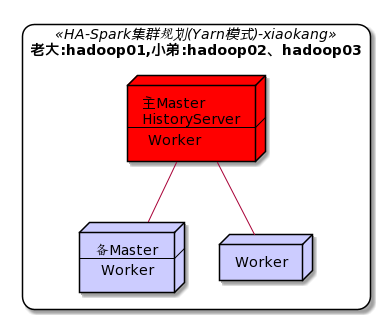 «HA-Spark集群规划(Yarn模式)-xiaokang»
老大:hadoop01,小弟:hadoop02、hadoop03
主Master
HistoryServer
Worker
备Master
Worker
Worker